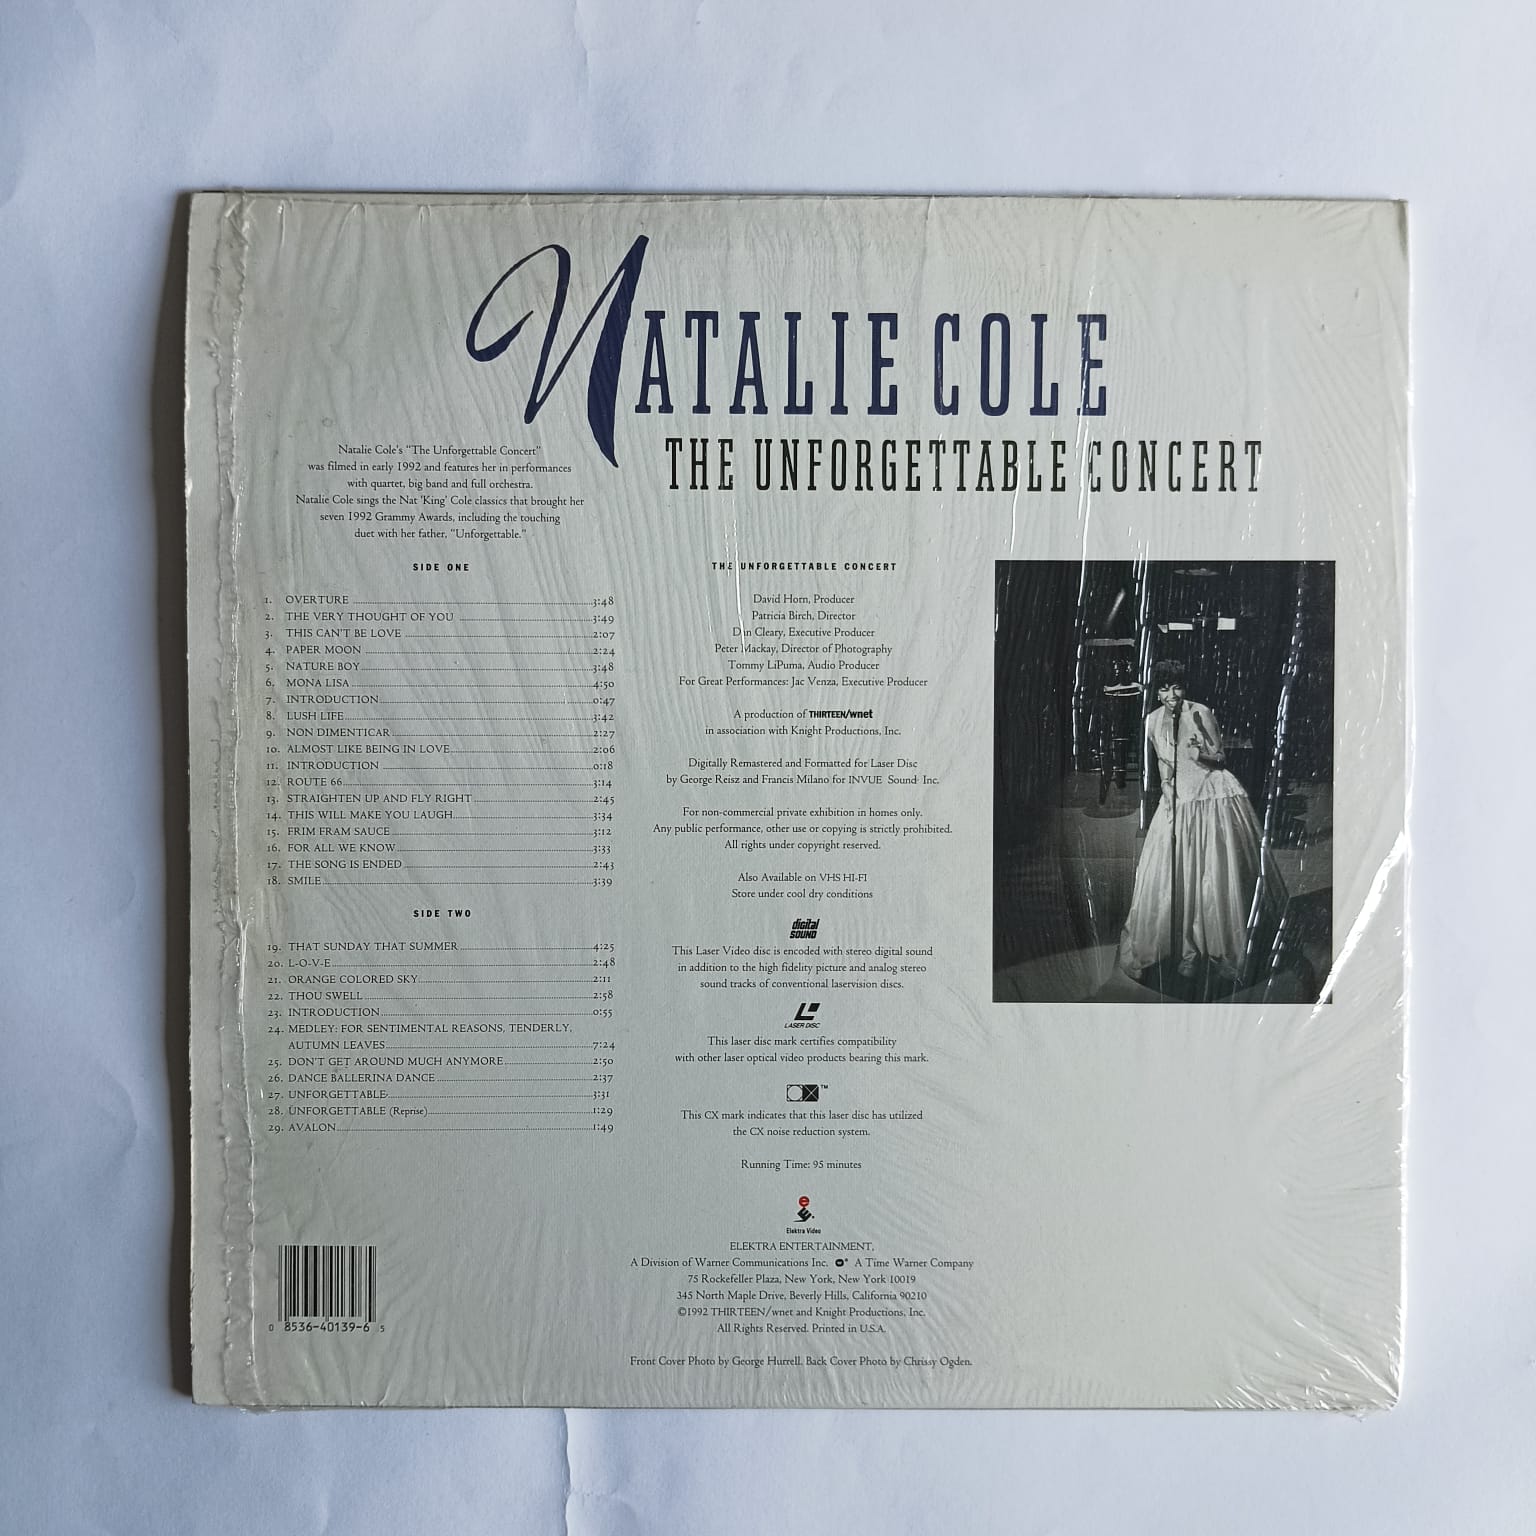 NATALIE COLE
THE UNFORGETTABLE CONCERT
Natalie Cole's "The Unforgettable Concert"
was filmed in early 1992 and features her in performances
with quartet, big band and full orchestra.
Natalie Cole sings the Nat 'King' Cole classics that brought her
seven 1992 Grammy Awards, including the touching
duet with her father, "Unforgettable."
SIDE ONE
1. OVERTURE 3:48
2. THE VERY THOUGHT OF YOU 3:49
3. THIS CAN'T BE LOVE 2:07
4. PAPER MOON 2:24
5. NATURE BOY 3:48
6. MONA LISA 4:50
7. INTRODUCTION 0:47
8. LUSH LIFE 3:42
9. NON DIMENTICAR 2:27
10. ALMOST LIKE BEING IN LOVE 2:06
11. INTRODUCTION 0:18
12. ROUTE 66 3:14
13. STRAIGHTEN UP AND FLY RIGHT 2:45
14. THIS WILL MAKE YOU LAUGH 3:34
15. FRIM FRAM SAUCE 3:12
16. FOR ALL WE KNOW 3:33
17. THE SONG IS ENDED 2:43
18. SMILE 3:39
SIDE TWO
19. THAT SUNDAY THAT SUMMER 4:25
20. L-O-V-E 2:48
21. ORANGE COLORED SKY 2:11
22. THOU SWELL 2:58
23. INTRODUCTION 0:55
24. MEDLEY: FOR SENTIMENTAL REASONS, TENDERLY,
AUTUMN LEAVES 7:24
25. DON'T GET AROUND MUCH ANYMORE 2:50
26. DANCE BALLERINA DANCE 2:37
27. UNFORGETTABLE 3:31
28. UNFORGETTABLE (Reprise) 1:29
29. AVALON 1:49
0 8536-40139-6 5
THE UNFORGETTABLE CONCERT
David Horn, Producer
Patricia Birch, Director
Dan Cleary, Executive Producer
Peter Mackay, Director of Photography
Tommy LiPuma, Audio Producer
For Great Performances: Jac Venza, Executive Producer
A production of THIRTEEN/wnet
in association with Knight Productions, Inc.
Digitally Remastered and Formatted for Laser Disc
by George Reisz and Francis Milano for INVUE Sound Inc.
For non-commercial private exhibition in homes only.
Any public performance, other use or copying is strictly prohibited.
All rights under copyright reserved.
Also Available on VHS HI-FI
Store under cool dry conditions
digital
SOUND
This Laser Video disc is encoded with stereo digital sound
in addition to the high fidelity picture and analog stereo
sound tracks of conventional laservision discs.
LASER DISC
This laser disc mark certifies compatibility
with other laser optical video products bearing this mark.
CX™
This CX mark indicates that this laser disc has utilized
the CX noise reduction system.
Running Time: 95 minutes
Elektra Video
ELEKTRA ENTERTAINMENT,
A Division of Warner Communications Inc. A Time Warner Company
75 Rockefeller Plaza, New York, New York 10019
345 North Maple Drive, Beverly Hills, California 90210
©1992 THIRTEEN/wnet and Knight Productions, Inc.
All Rights Reserved. Printed in U.S.A.
Front Cover Photo by George Hurrell. Back Cover Photo by Chrissy Ogden.